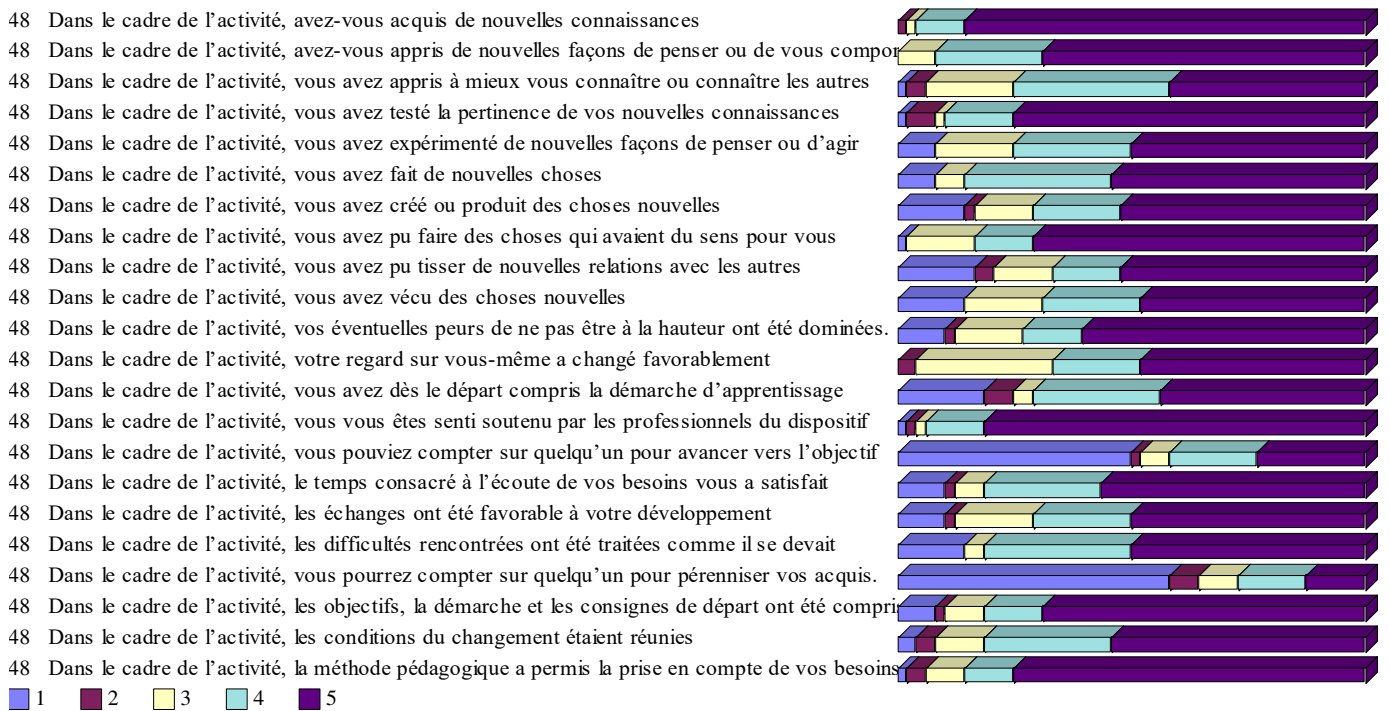 48 Dans le cadre de l’activité, avez-vous acquis de nouvelles connaissances
48 Dans le cadre de l’activité, avez-vous appris de nouvelles façons de penser ou de vous compor
48 Dans le cadre de l’activité, vous avez appris à mieux vous connaître ou connaître les autres
48 Dans le cadre de l’activité, vous avez testé la pertinence de vos nouvelles connaissances
48 Dans le cadre de l’activité, vous avez expérimenté de nouvelles façons de penser ou d’agir
48 Dans le cadre de l’activité, vous avez fait de nouvelles choses
48 Dans le cadre de l’activité, vous avez créé ou produit des choses nouvelles
48 Dans le cadre de l’activité, vous avez pu faire des choses qui avaient du sens pour vous
48 Dans le cadre de l’activité, vous avez pu tisser de nouvelles relations avec les autres
48 Dans le cadre de l’activité, vous avez vécu des choses nouvelles
48 Dans le cadre de l’activité, vos éventuelles peurs de ne pas être à la hauteur ont été dominées.
48 Dans le cadre de l’activité, votre regard sur vous-même a changé favorablement
48 Dans le cadre de l’activité, vous avez dès le départ compris la démarche d’apprentissage
48 Dans le cadre de l’activité, vous vous êtes senti soutenu par les professionnels du dispositif
48 Dans le cadre de l’activité, vous pouviez compter sur quelqu’un pour avancer vers l’objectif
48 Dans le cadre de l’activité, le temps consacré à l’écoute de vos besoins vous a satisfait
48 Dans le cadre de l’activité, les échanges ont été favorable à votre développement
48 Dans le cadre de l’activité, les difficultés rencontrées ont été traitées comme il se devait
48 Dans le cadre de l’activité, vous pourrez compter sur quelqu’un pour pérenniser vos acquis.
48 Dans le cadre de l’activité, les objectifs, la démarche et les consignes de départ ont été compri
48 Dans le cadre de l’activité, les conditions du changement étaient réunies
48 Dans le cadre de l’activité, la méthode pédagogique a permis la prise en compte de vos besoins
1 2 3 4 5